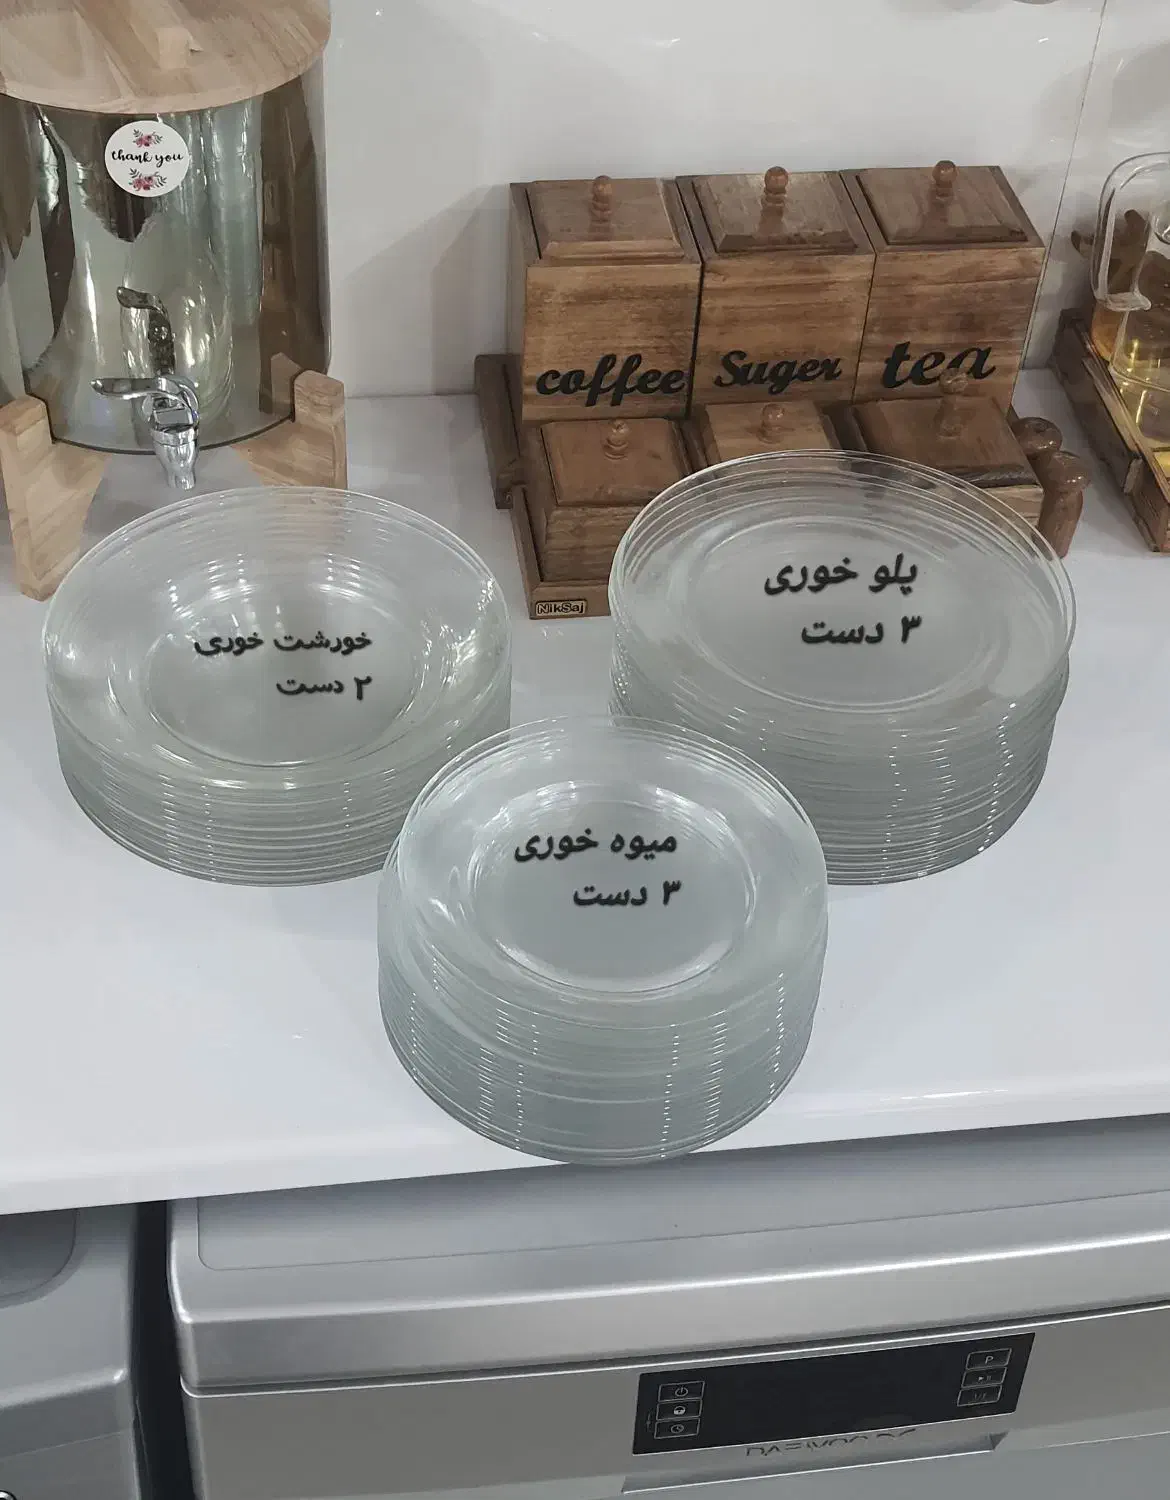 thank you
coffee
Suger
tea
NikSaj
پلو خوری
۳ دست
خورشت خوری
۲ دست
میوه خوری
۳ دست
P